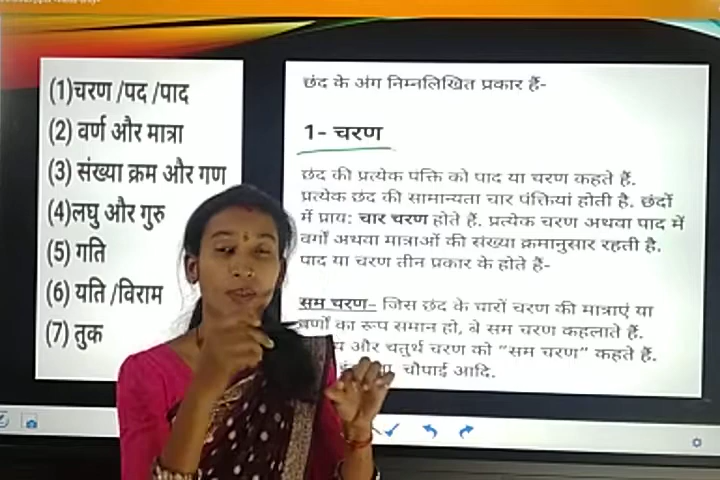 (1)चरण /पद /पाद
(2) वर्ण और मात्रा
(3) संख्या क्रम और गण
(4)लघु और गुरु
(5) गति
(6) यति /विराम
(7) तुक
छंद के अंग निम्नलिखित प्रकार हैं-
1- चरण
छंद की प्रत्येक पंक्ति को पाद या चरण कहते हैं.
प्रत्येक छंद की सामान्यता चार पंक्तियां होती है. छंदों
में प्राय: चार चरण होते हैं. प्रत्येक चरण अथवा पाद में
वर्गों अथवा मात्राओं की संख्या क्रमानुसार रहती है.
पाद या चरण तीन प्रकार के होते हैं-
सम चरण– जिस छंद के चारों चरण की मात्राएं या
वर्णों का रूप समान हो, वे सम चरण कहलाते हैं.
और चतुर्थ चरण को “सम चरण” कहते हैं.
चौपाई आदि.